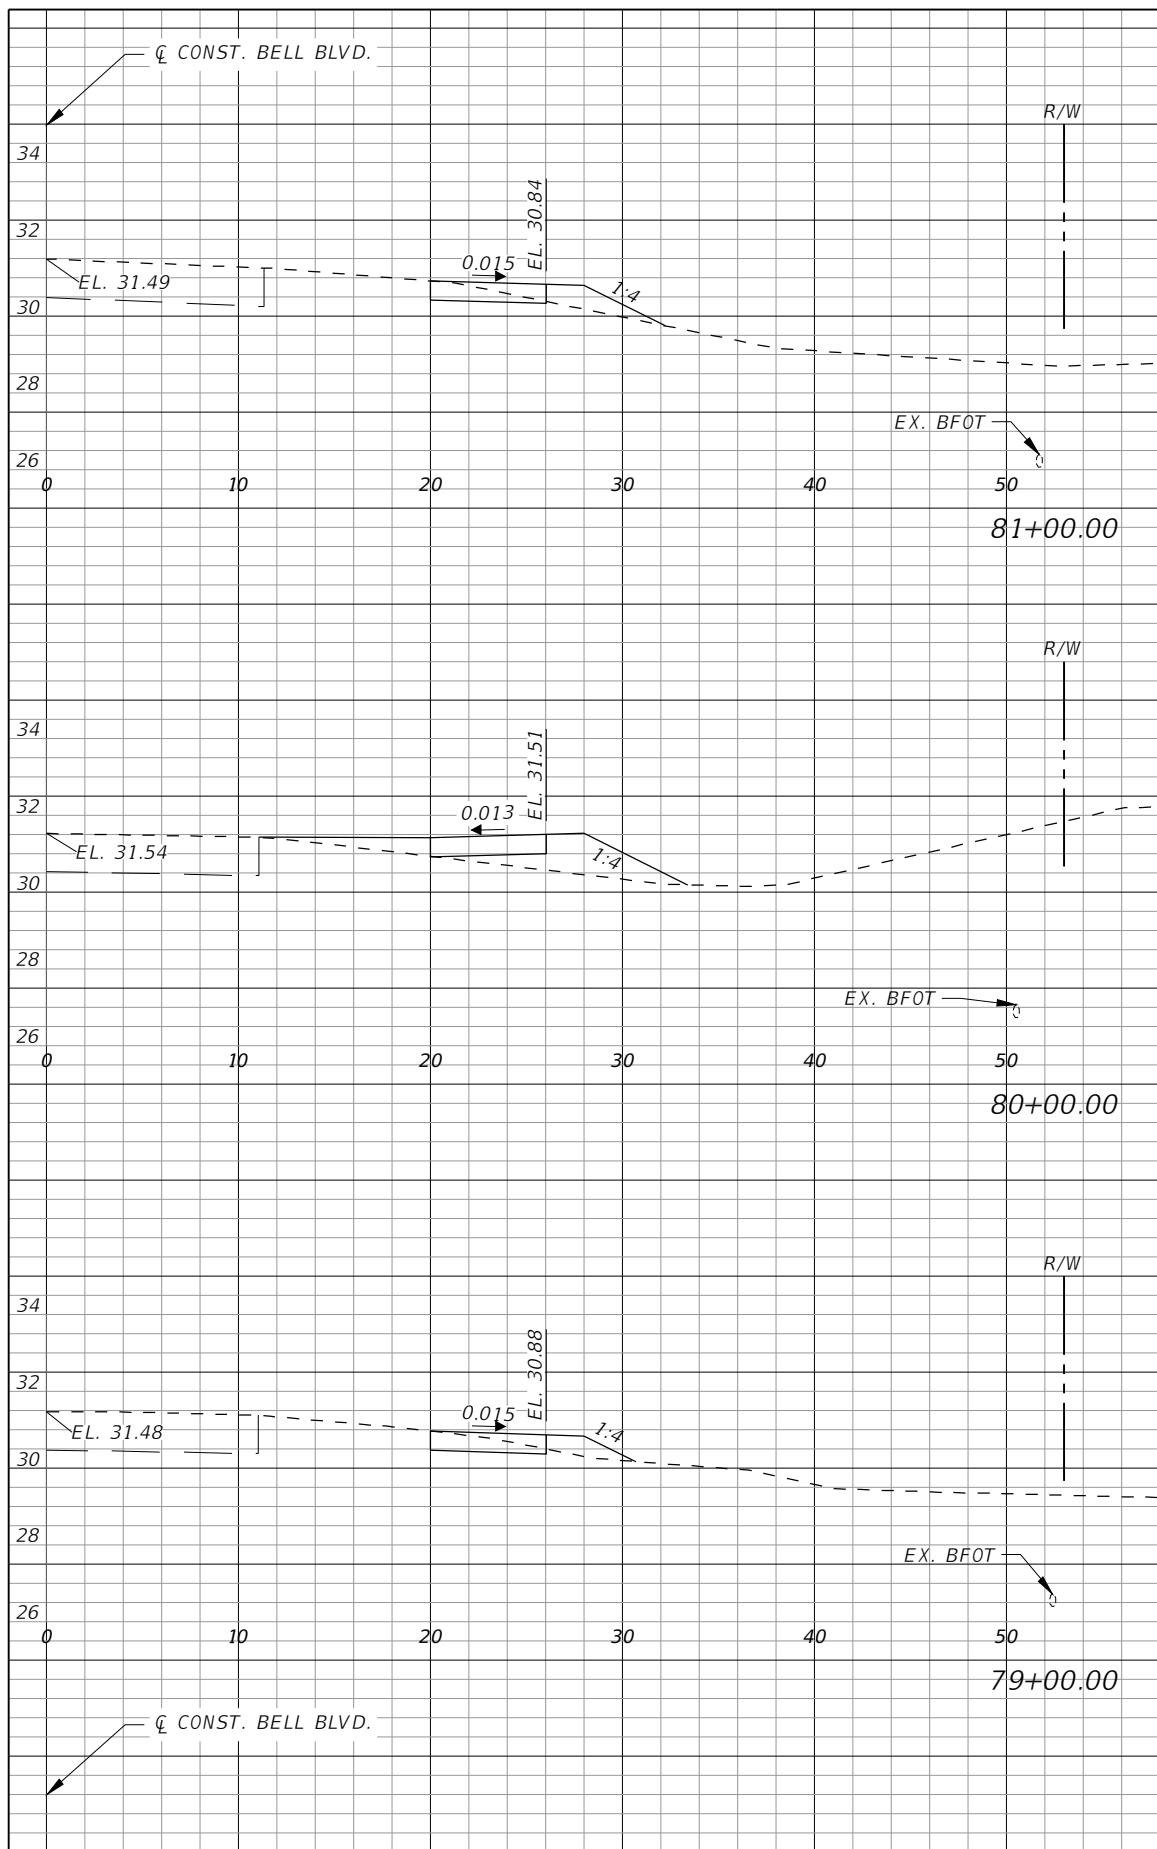 ℄ CONST. BELL BLVD.
R/W
34
32
30
28
26
EL. 30.84
0.015
EL. 31.49
1:4
EX. BFOT
0 10 20 30 40 50
81+00.00
R/W
34
32
30
28
26
EL. 31.51
0.013
EL. 31.54
1:4
EX. BFOT
0 10 20 30 40 50
80+00.00
R/W
34
32
30
28
26
EL. 30.88
0.015
EL. 31.48
1:4
EX. BFOT
0 10 20 30 40 50
79+00.00
℄ CONST. BELL BLVD.